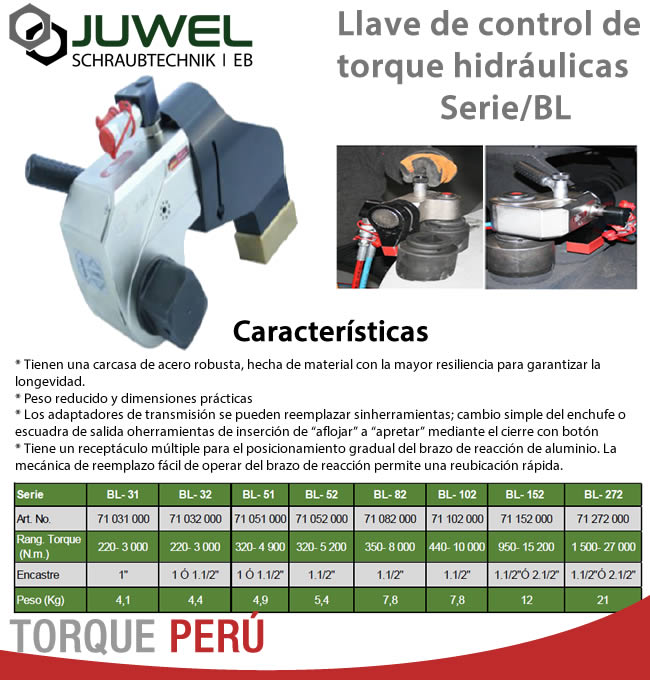 JUWEL
SCHRAUBTECHNIK | EB
Llave de control de
torque hidráulicas
Serie/BL
Características
* Tienen una carcasa de acero robusta, hecha de material con la mayor resiliencia para garantizar la
longevidad.
* Peso reducido y dimensiones prácticas
* Los adaptadores de transmisión se pueden reemplazar sinherramientas; cambio simple del enchufe o
escuadra de salida oherramientas de inserción de “aflojar” a “apretar” mediante el cierre con botón
* Tiene un receptáculo múltiple para el posicionamiento gradual del brazo de reacción de aluminio. La
mecánica de reemplazo fácil de operar del brazo de reacción permite una reubicación rápida.
Serie BL- 31 BL- 32 BL- 51 BL- 52 BL- 82 BL- 102 BL- 152 BL- 272
Art. No. 71 031 000 71 032 000 71 051 000 71 052 000 71 082 000 71 102 000 71 152 000 71 272 000
Rang. Torque
(N.m.) 220- 3 000 220- 3 000 320- 4 900 320- 5 200 350- 8 000 440- 10 000 950- 15 200 1 500- 27 000
Encastre 1" 1 Ó 1.1/2" 1 Ó 1.1/2" 1.1/2" 1.1/2" 1.1/2" 1.1/2"Ó 2.1/2" 1.1/2"Ó 2.1/2"
Peso (Kg) 4,1 4,4 4,9 5,4 7,8 7,8 12 21
TORQUE PERÚ